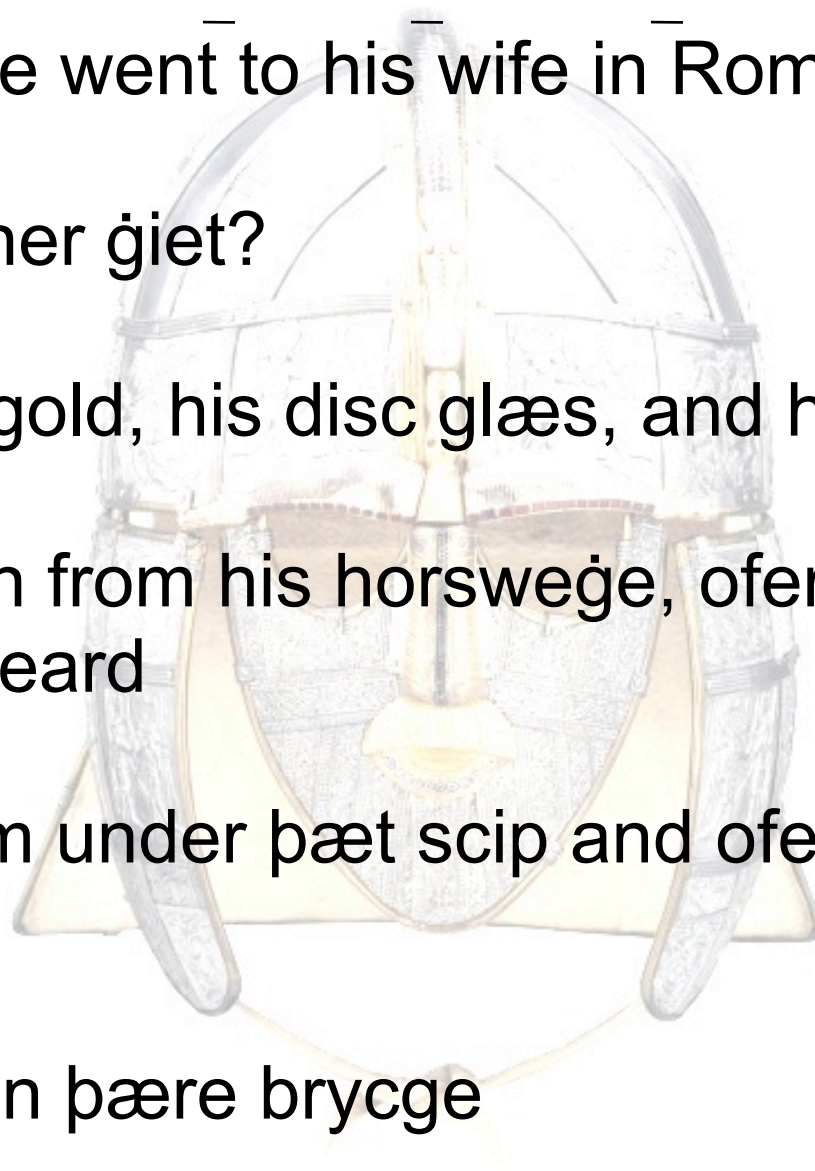 e went to his wife in Rom
her ġiet?
gold, his disc glæs, and h
n from his horsweġe, ofer
eard
m under þæt scip and ofe
n þære brycge